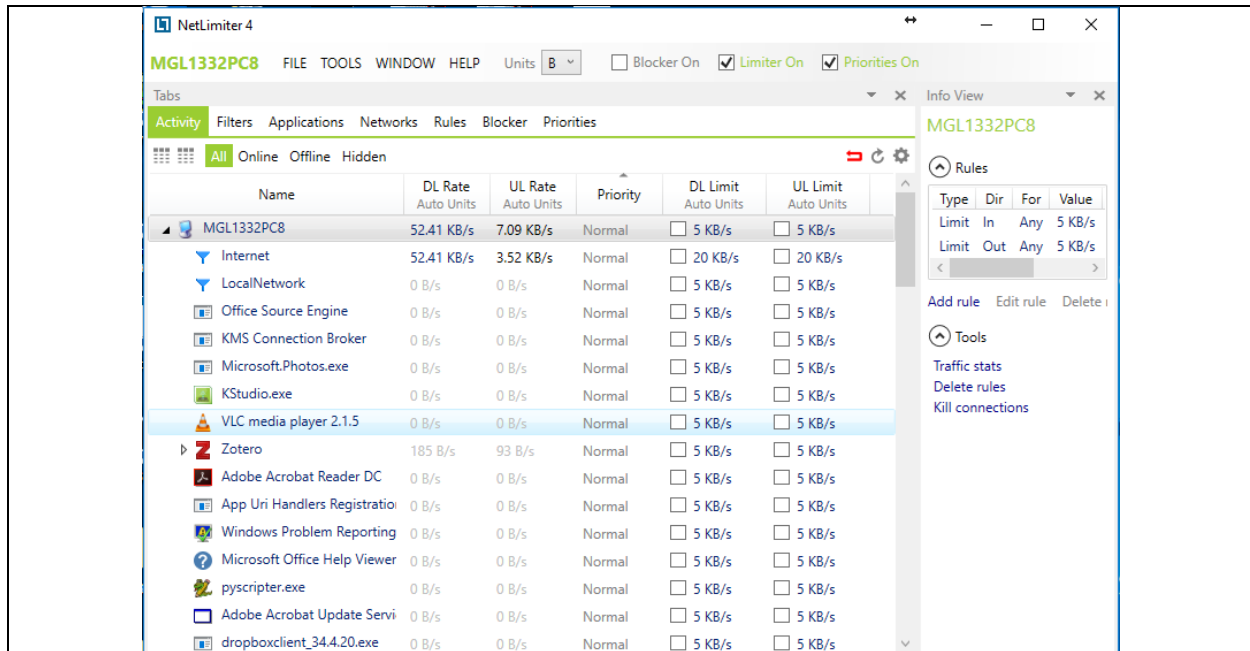 NetLimiter 4
MGL1332PC8 FILE TOOLS WINDOW HELP Units B Blocker On Limiter On Priorities On
Tabs
Info View
Activity Filters Applications Networks Rules Blocker Priorities
MGL1332PC8
All Online Offline Hidden
Rules
Name DL Rate UL Rate Priority DL Limit UL Limit
Auto Units Auto Units Auto Units Auto Units
Type Dir For Value
Limit In Any 5 KB/s
Limit Out Any 5 KB/s
Add rule Edit rule Delete
Tools
Traffic stats
Delete rules
Kill connections
MGL1332PC8 52.41 KB/s 7.09 KB/s Normal 5 KB/s 5 KB/s
Internet 52.41 KB/s 3.52 KB/s Normal 20 KB/s 20 KB/s
LocalNetwork 0 B/s 0 B/s Normal 5 KB/s 5 KB/s
Office Source Engine 0 B/s 0 B/s Normal 5 KB/s 5 KB/s
KMS Connection Broker 0 B/s 0 B/s Normal 5 KB/s 5 KB/s
Microsoft.Photos.exe 0 B/s 0 B/s Normal 5 KB/s 5 KB/s
KStudio.exe 0 B/s 0 B/s Normal 5 KB/s 5 KB/s
VLC media player 2.1.5 0 B/s 0 B/s Normal 5 KB/s 5 KB/s
Zotero 185 B/s 93 B/s Normal 5 KB/s 5 KB/s
Adobe Acrobat Reader DC 0 B/s 0 B/s Normal 5 KB/s 5 KB/s
App Uri Handlers Registratio 0 B/s 0 B/s Normal 5 KB/s 5 KB/s
Windows Problem Reporting 0 B/s 0 B/s Normal 5 KB/s 5 KB/s
Microsoft Office Help Viewer 0 B/s 0 B/s Normal 5 KB/s 5 KB/s
pyscripter.exe 0 B/s 0 B/s Normal 5 KB/s 5 KB/s
Adobe Acrobat Update Servi 0 B/s 0 B/s Normal 5 KB/s 5 KB/s
dropboxclient_34.4.20.exe 0 B/s 0 B/s Normal 5 KB/s 5 KB/s